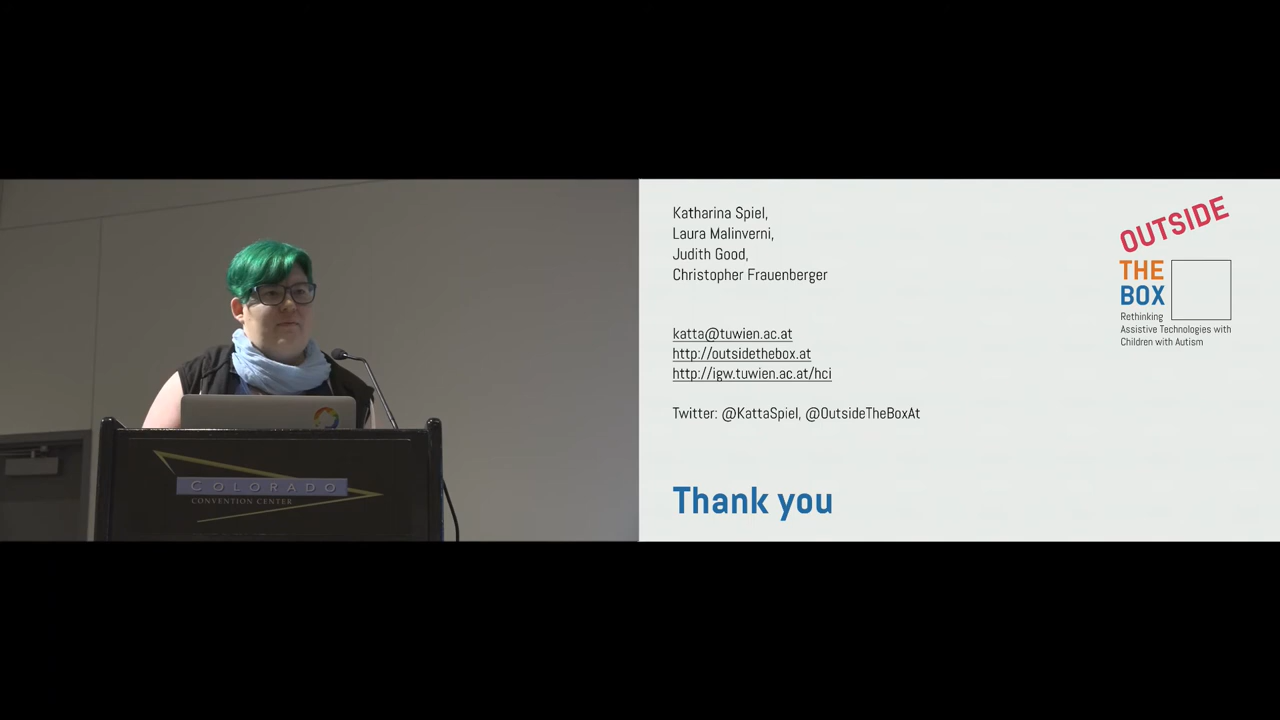 COLORADO
CONVENTION CENTER
Katharina Spiel,
Laura Malinverni,
Judith Good,
Christopher Frauenberger
katta@tuwien.ac.at
http://outsidethebox.at
http://igw.tuwien.ac.at/hci
Twitter: @KattaSpiel, @OutsideTheBoxAt
Thank you
OUTSIDE
THE
BOX
Rethinking
Assistive Technologies with
Children with Autism